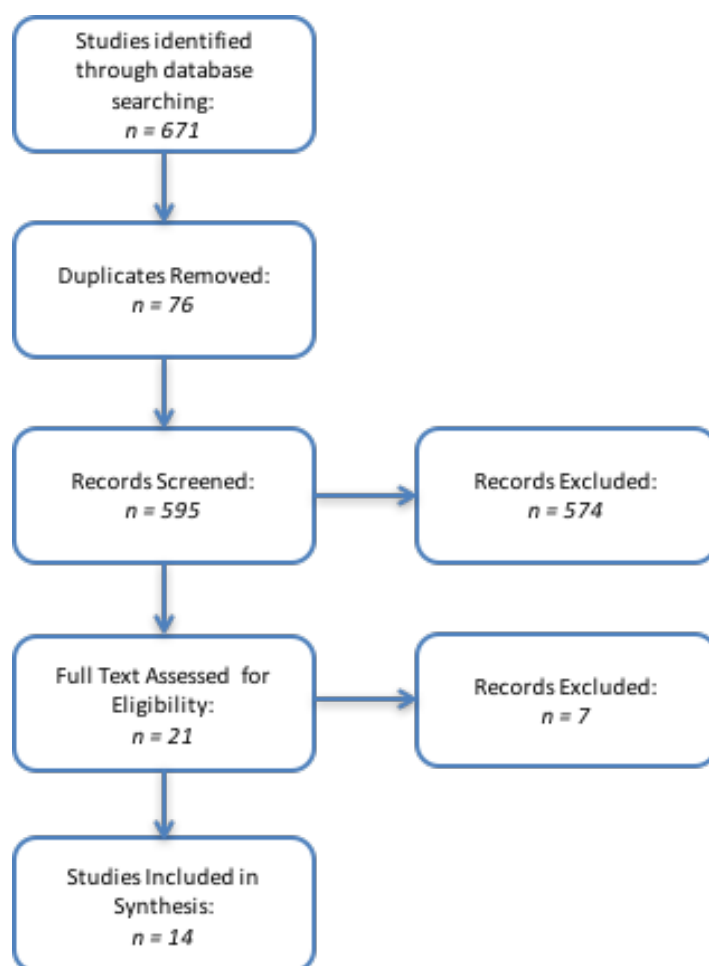 Studies identified
through database
searching:
n = 671
Duplicates Removed:
n = 76
Records Screened:
n = 595
Records Excluded:
n = 574
Full Text Assessed for
Eligibility:
n = 21
Records Excluded:
n = 7
Studies Included in
Synthesis:
n = 14